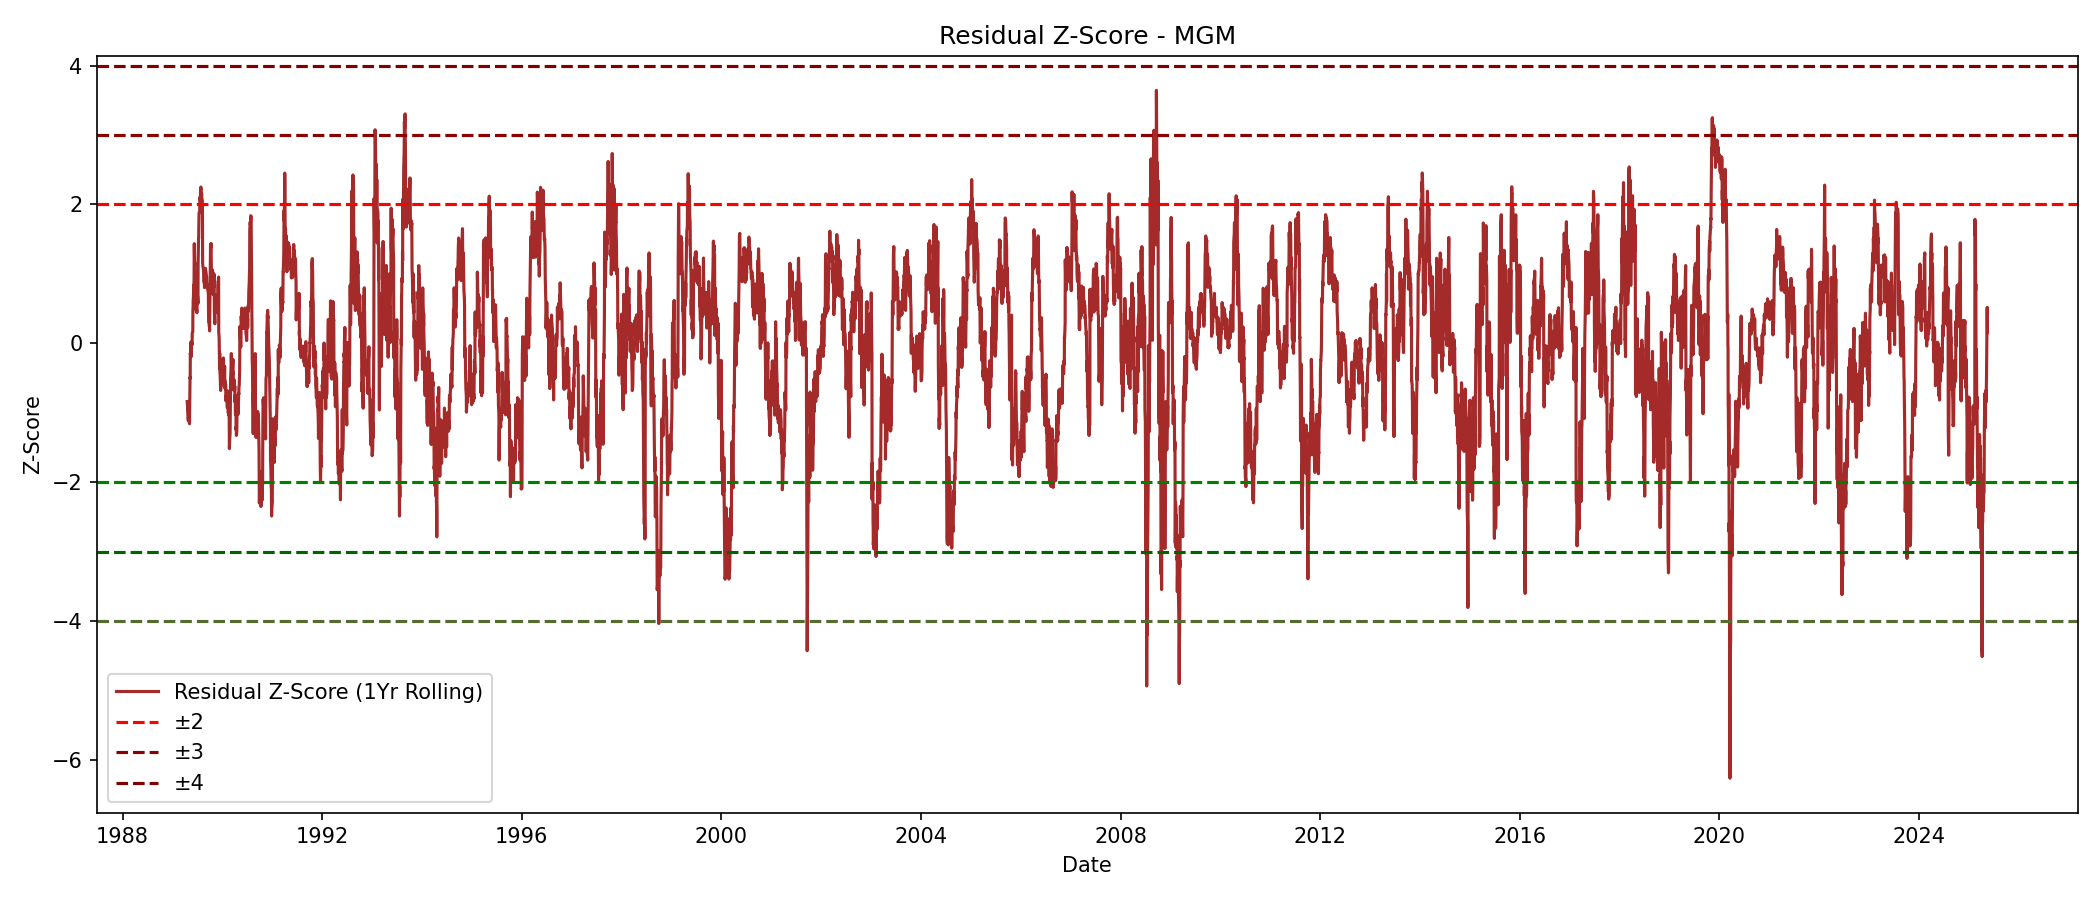 Residual Z-Score - MGM
Z-Score
4
2
0
−2
−4
−6
Residual Z-Score (1Yr Rolling)
±2
±3
±4
1988 1992 1996 2000 2004 2008 2012 2016 2020 2024
Date